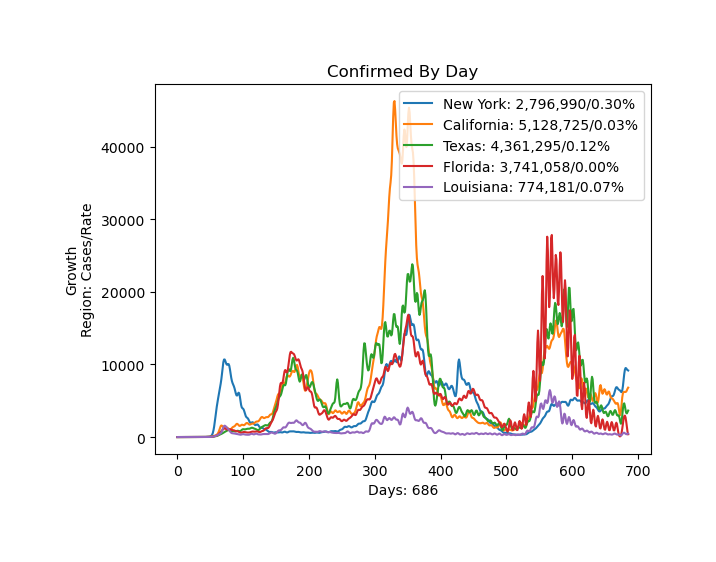 Confirmed By Day
New York: 2,796,990/0.30%
California: 5,128,725/0.03%
Texas: 4,361,295/0.12%
Florida: 3,741,058/0.00%
Louisiana: 774,181/0.07%
Growth
Region: Cases/Rate
40000
30000
20000
10000
0
0 100 200 300 400 500 600 700
Days: 686